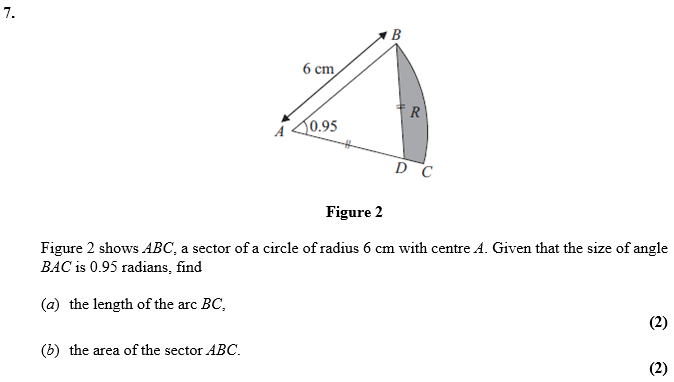 7.
B
6 cm
R
A
0.95
D C
Figure 2
Figure 2 shows ABC, a sector of a circle of radius 6 cm with centre A. Given that the size of angle
BAC is 0.95 radians, find
(a) the length of the arc BC,
(2)
(b) the area of the sector ABC.
(2)